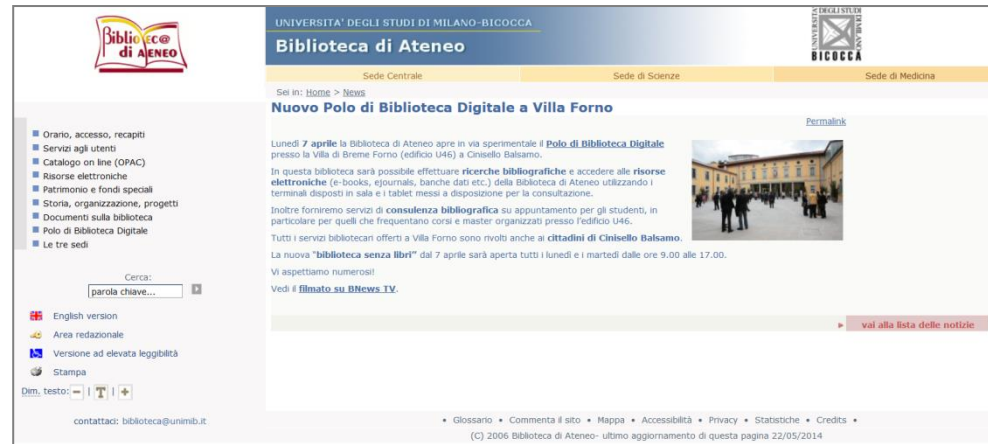 Bibliotec@
di ATENEO
UNIVERSITA' DEGLI STUDI DI MILANO-BICOCCA
Biblioteca di Ateneo
UNIVERSITA' DEGLI STUDI DI MILANO
BICOCCA
Sede Centrale
Sede di Scienze
Sede di Medicina
Sei in: Home > News
Nuovo Polo di Biblioteca Digitale a Villa Forno
Permalink
Lunedì 7 aprile la Biblioteca di Ateneo apre in via sperimentale il Polo di Biblioteca Digitale
presso la Villa di Breme Forno (edificio U46) a Cinisello Balsamo.
In questa biblioteca sarà possibile effettuare ricerche bibliografiche e accedere alle risorse
elettroniche (e-books, ejournals, banche dati etc.) della Biblioteca di Ateneo utilizzando i
terminali disposti in sala e i tablet messi a disposizione per la consultazione.
Inoltre forniremo servizi di consulenza bibliografica su appuntamento per gli studenti, in
particolare per quelli che frequentano corsi e master organizzati presso l'edificio U46.
Tutti i servizi bibliotecari offerti a Villa Forno sono rivolti anche ai cittadini di Cinisello Balsamo.
La nuova "biblioteca senza libri" dal 7 aprile sarà aperta tutti i lunedì e i martedì dalle ore 9.00 alle 17.00.
Vi aspettiamo numerosi!
Vedi il filmato su BNews TV.
vai alla lista delle notizie
Orario, accesso, recapiti
Servizi agli utenti
Catalogo on line (OPAC)
Risorse elettroniche
Patrimonio e fondi speciali
Storia, organizzazione, progetti
Documenti sulla biblioteca
Polo di Biblioteca Digitale
Le tre sedi
Cerca:
parola chiave...
English version
Area redazionale
Versione ad elevata leggibilità
Stampa
Dim. testo: - | T | +
contattaci: biblioteca@unimib.it
• Glossario • Commenta il sito • Mappa • Accessibilità • Privacy • Statistiche • Credits •
(C) 2006 Biblioteca di Ateneo- ultimo aggiornamento di questa pagina 22/05/2014